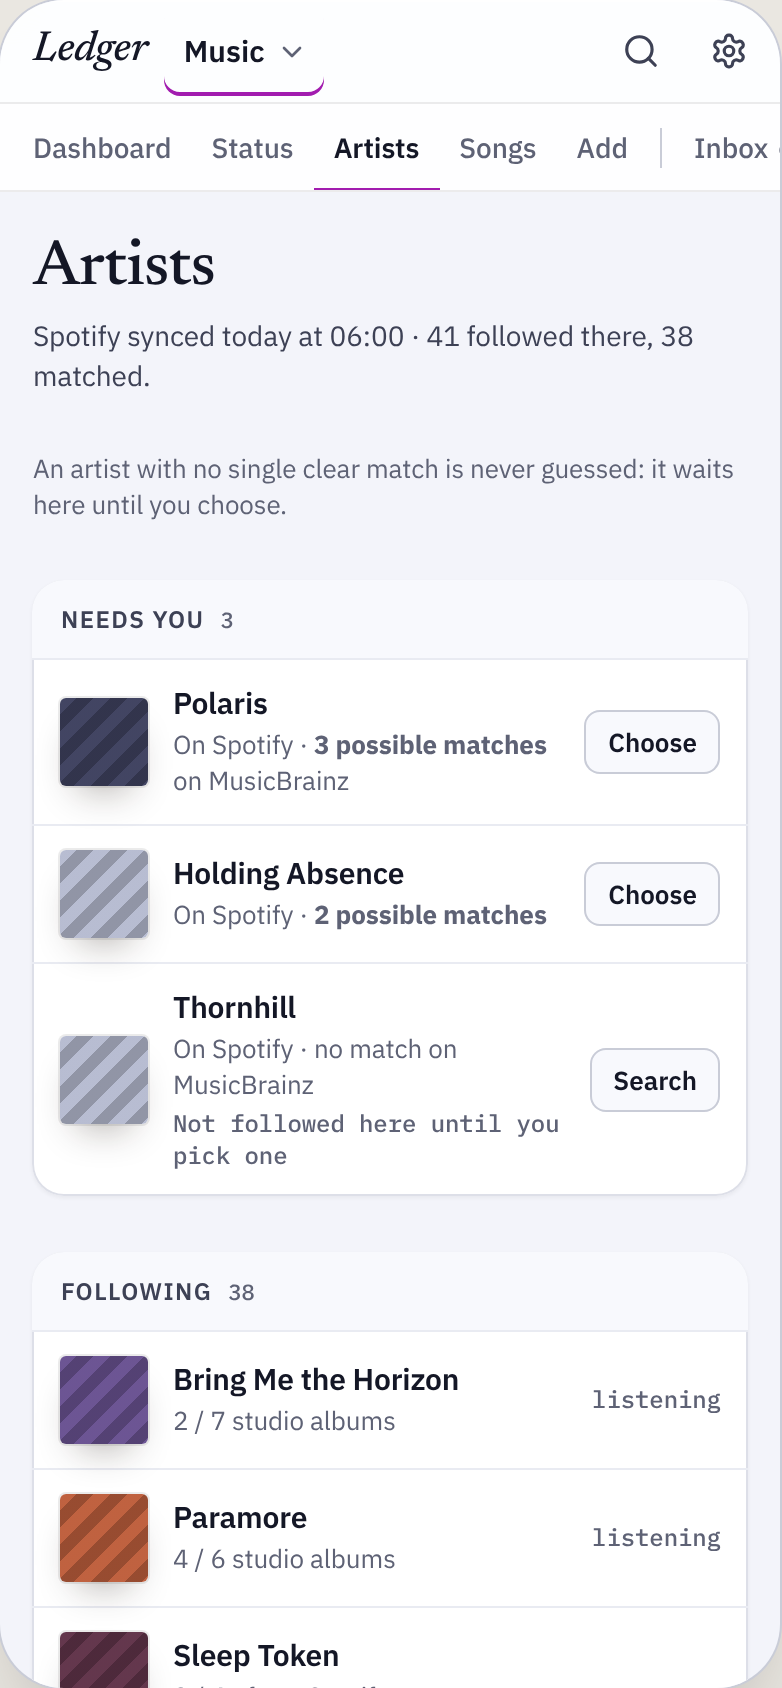 Ledger Music
Dashboard Status Artists Songs Add Inbox
Artists
Spotify synced today at 06:00 · 41 followed there, 38
matched.
An artist with no single clear match is never guessed: it waits
here until you choose.
NEEDS YOU 3
Polaris
On Spotify · 3 possible matches
on MusicBrainz
Choose
Holding Absence
On Spotify · 2 possible matches
Choose
Thornhill
On Spotify · no match on
MusicBrainz
Not followed here until you
pick one
Search
FOLLOWING 38
Bring Me the Horizon
2 / 7 studio albums
listening
Paramore
4 / 6 studio albums
listening
Sleep Token